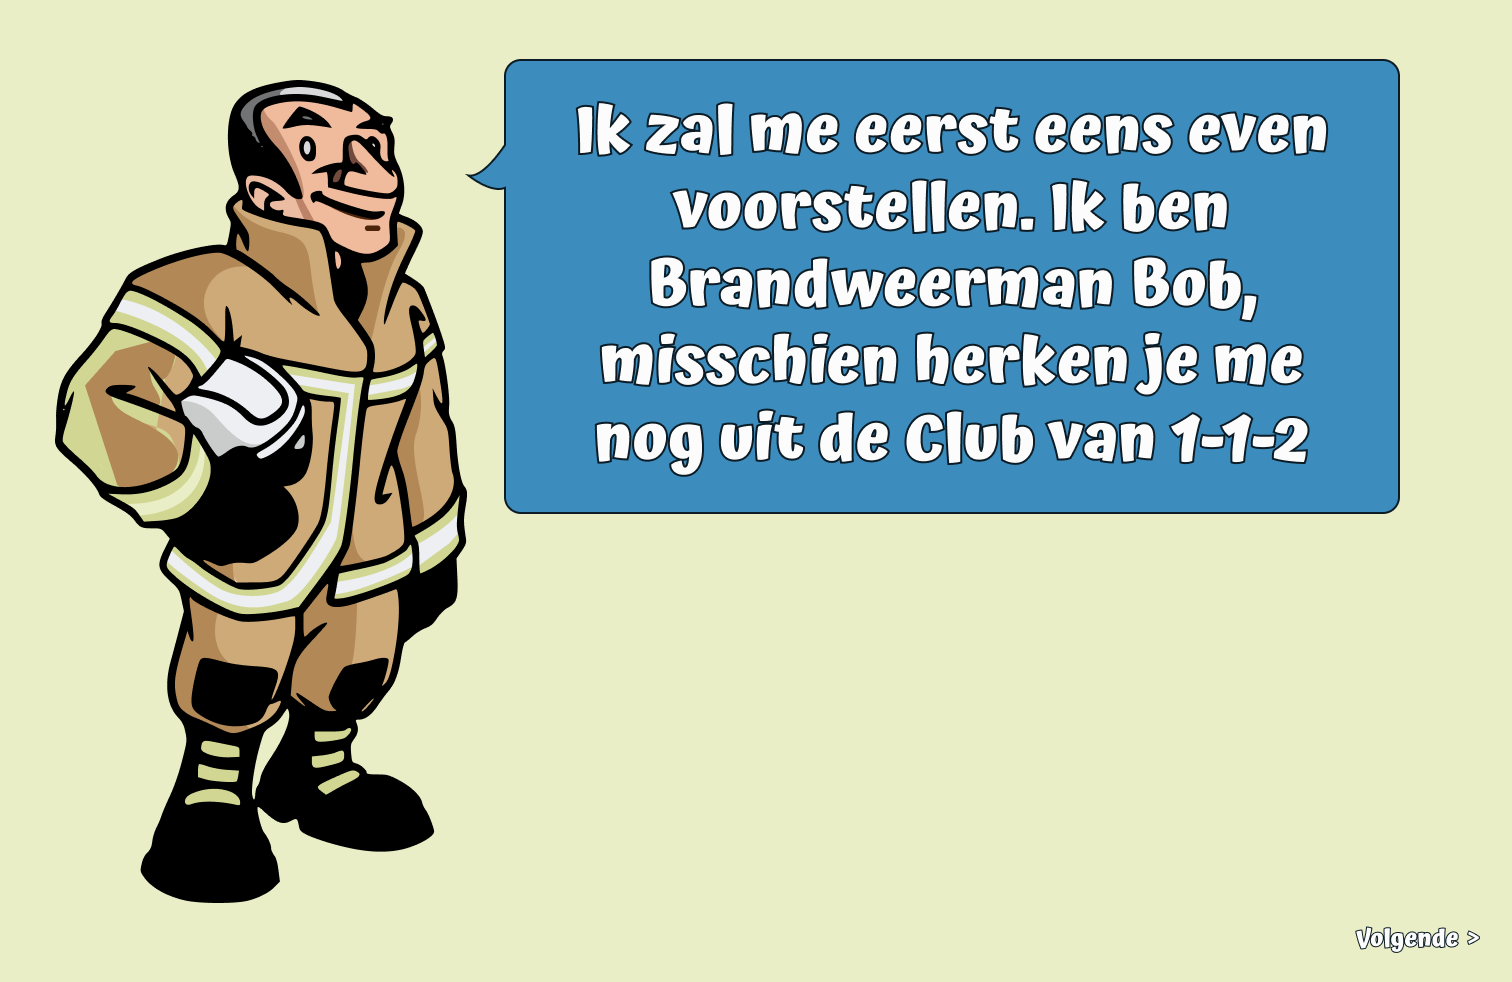 Ik zal me eerst eens even
voorstellen. Ik ben
Brandweerman Bob,
misschien herken je me
nog uit de Club van 1-1-2
Volgende >